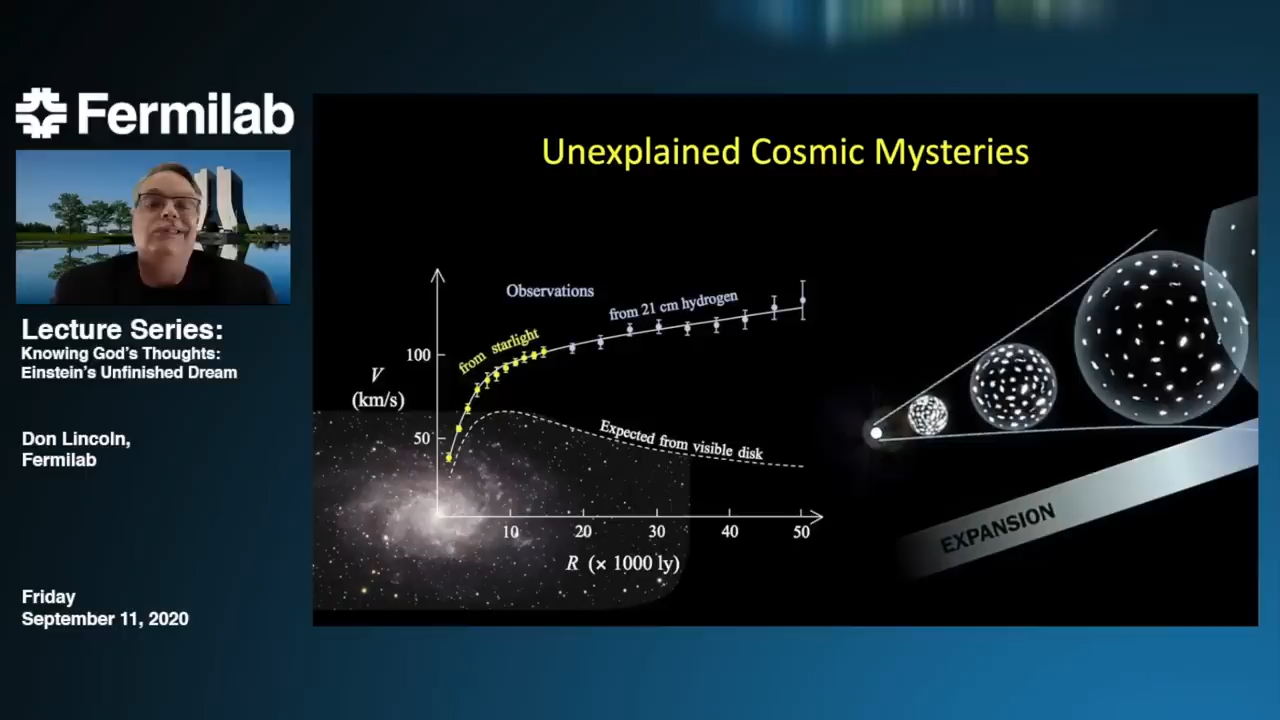 Fermilab
Lecture Series:
Knowing God's Thoughts:
Einstein's Unfinished Dream
Don Lincoln,
Fermilab
Friday
September 11, 2020
Unexplained Cosmic Mysteries
Observations
from starlight
from 21 cm hydrogen
100
V
(km/s)
50
Expected from visible disk
10 20 30 40 50
R (× 1000 ly)
EXPANSION